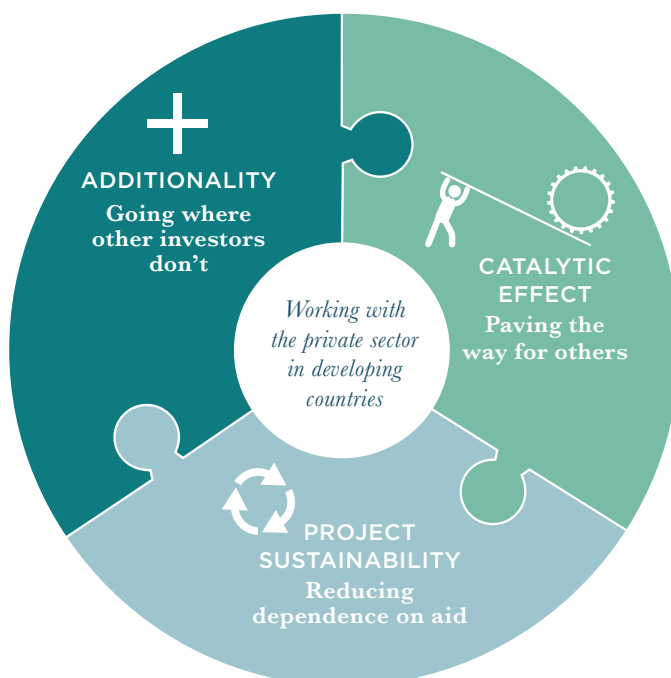 ADDITIONALITY
Going where
other investors
don’t
CATALYTIC
EFFECT
Paving the
way for others
Working with
the private sector
in developing
countries
PROJECT
SUSTAINABILITY
Reducing
dependence on aid